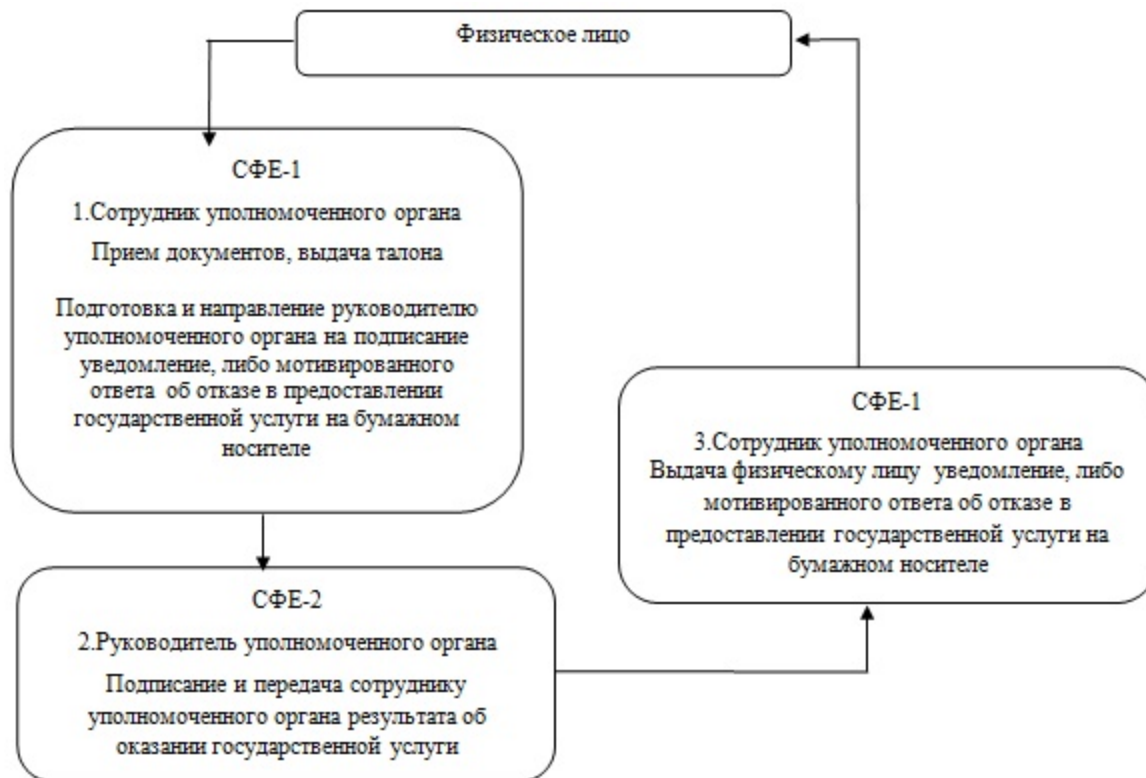 Физическое лицо
СФЕ-1
1.Сотрудник уполномоченного органа
Прием документов, выдача талона
Подготовка и направление руководителю
уполномоченного органа на подписание
уведомление, либо мотивированного
ответа об отказе в предоставлении
государственной услуги на бумажном
носителе
СФЕ-2
2.Руководитель уполномоченного органа
Подписание и передача сотруднику
уполномоченного органа результата об
оказании государственной услуги
СФЕ-1
3.Сотрудник уполномоченного органа
Выдача физическому лицу уведомление, либо
мотивированного ответа об отказе в
предоставлении государственной услуги на
бумажном носителе